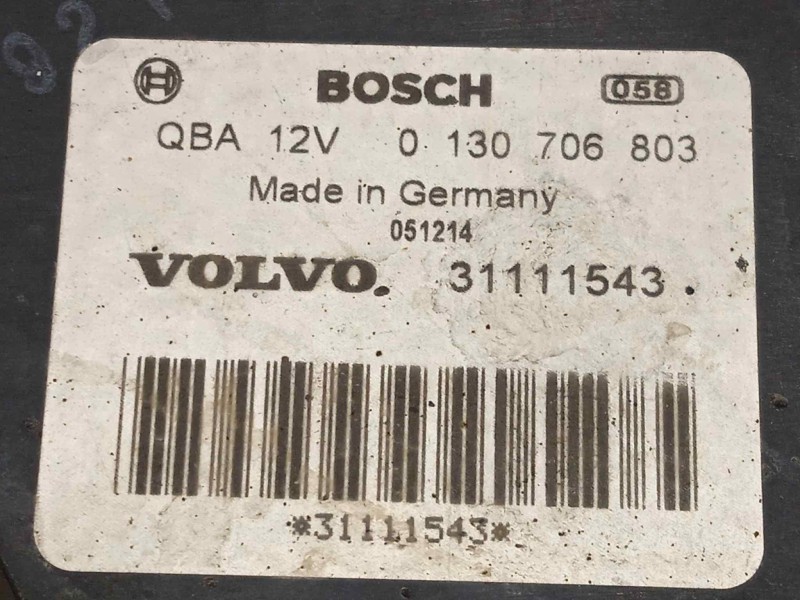 BOSCH 058
QBA 12V 0 130 706 803
Made in Germany
051214
VOLVO. 31111543.
*31111543*